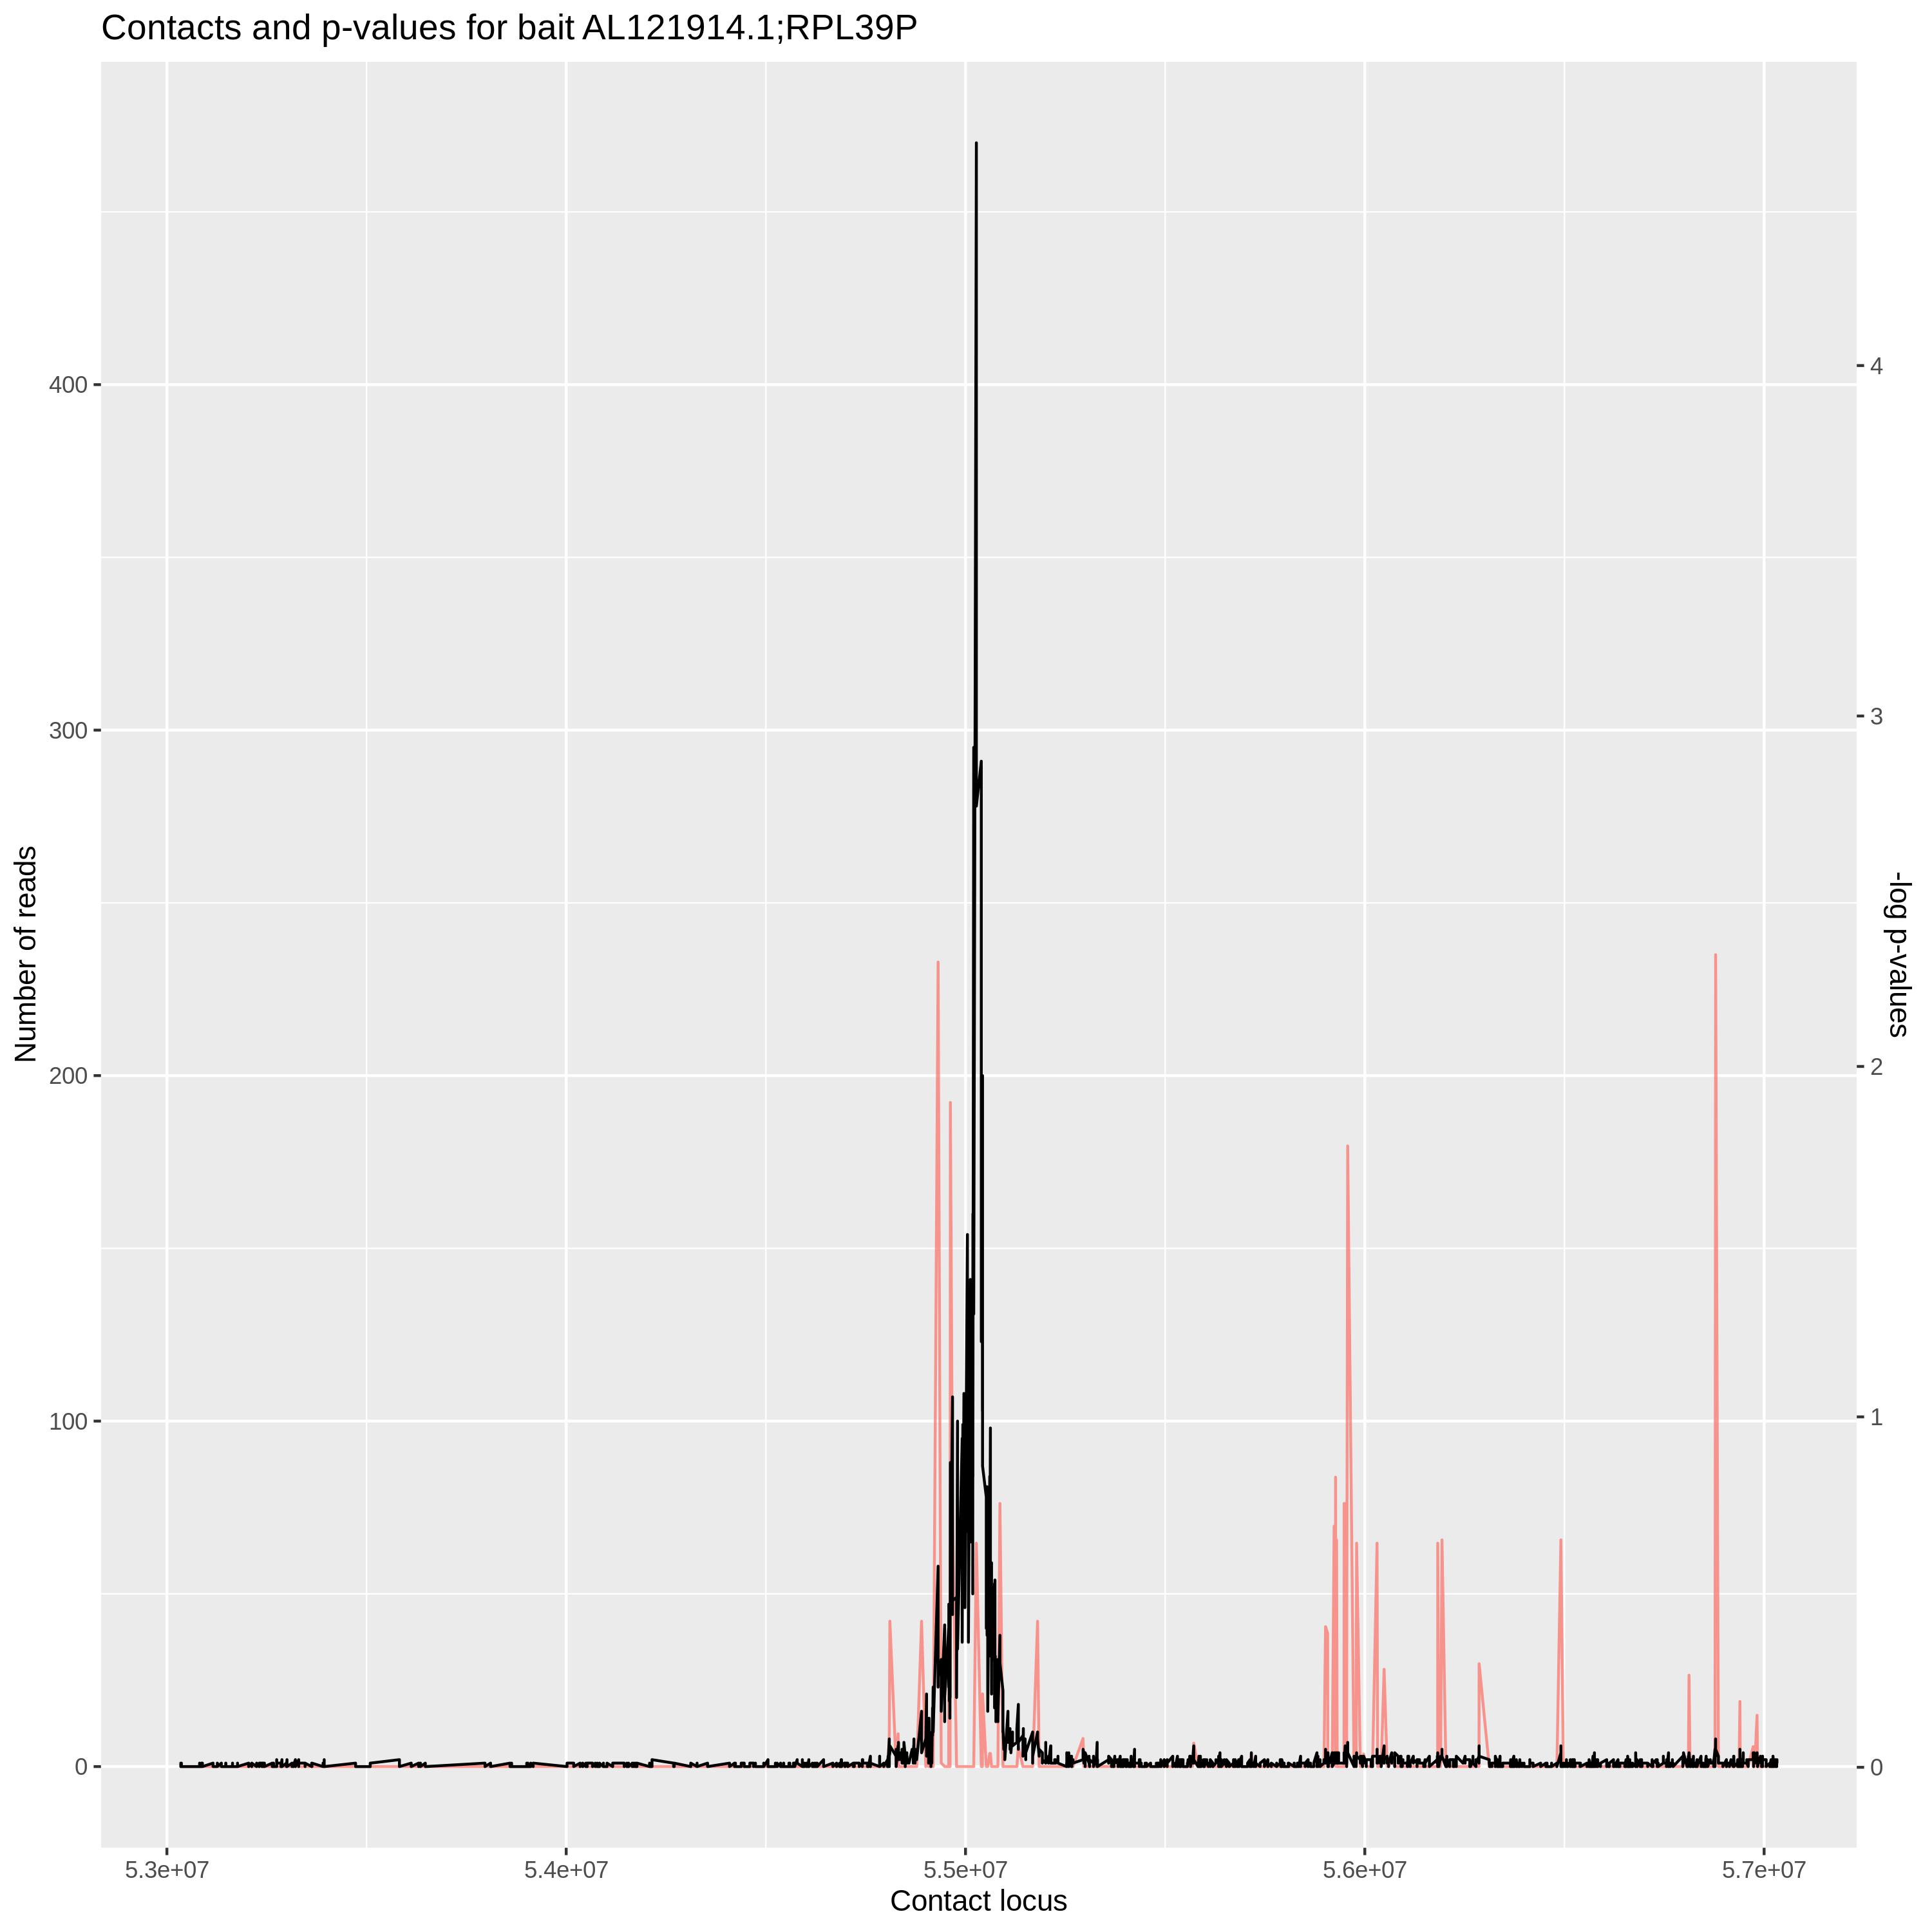 Contacts and p-values for bait AL121914.1;RPL39P
Number of reads
400
300
200
100
0
4
3
2
1
0
-log p-values
5.3e+07
5.4e+07
5.5e+07
5.6e+07
5.7e+07
Contact locus